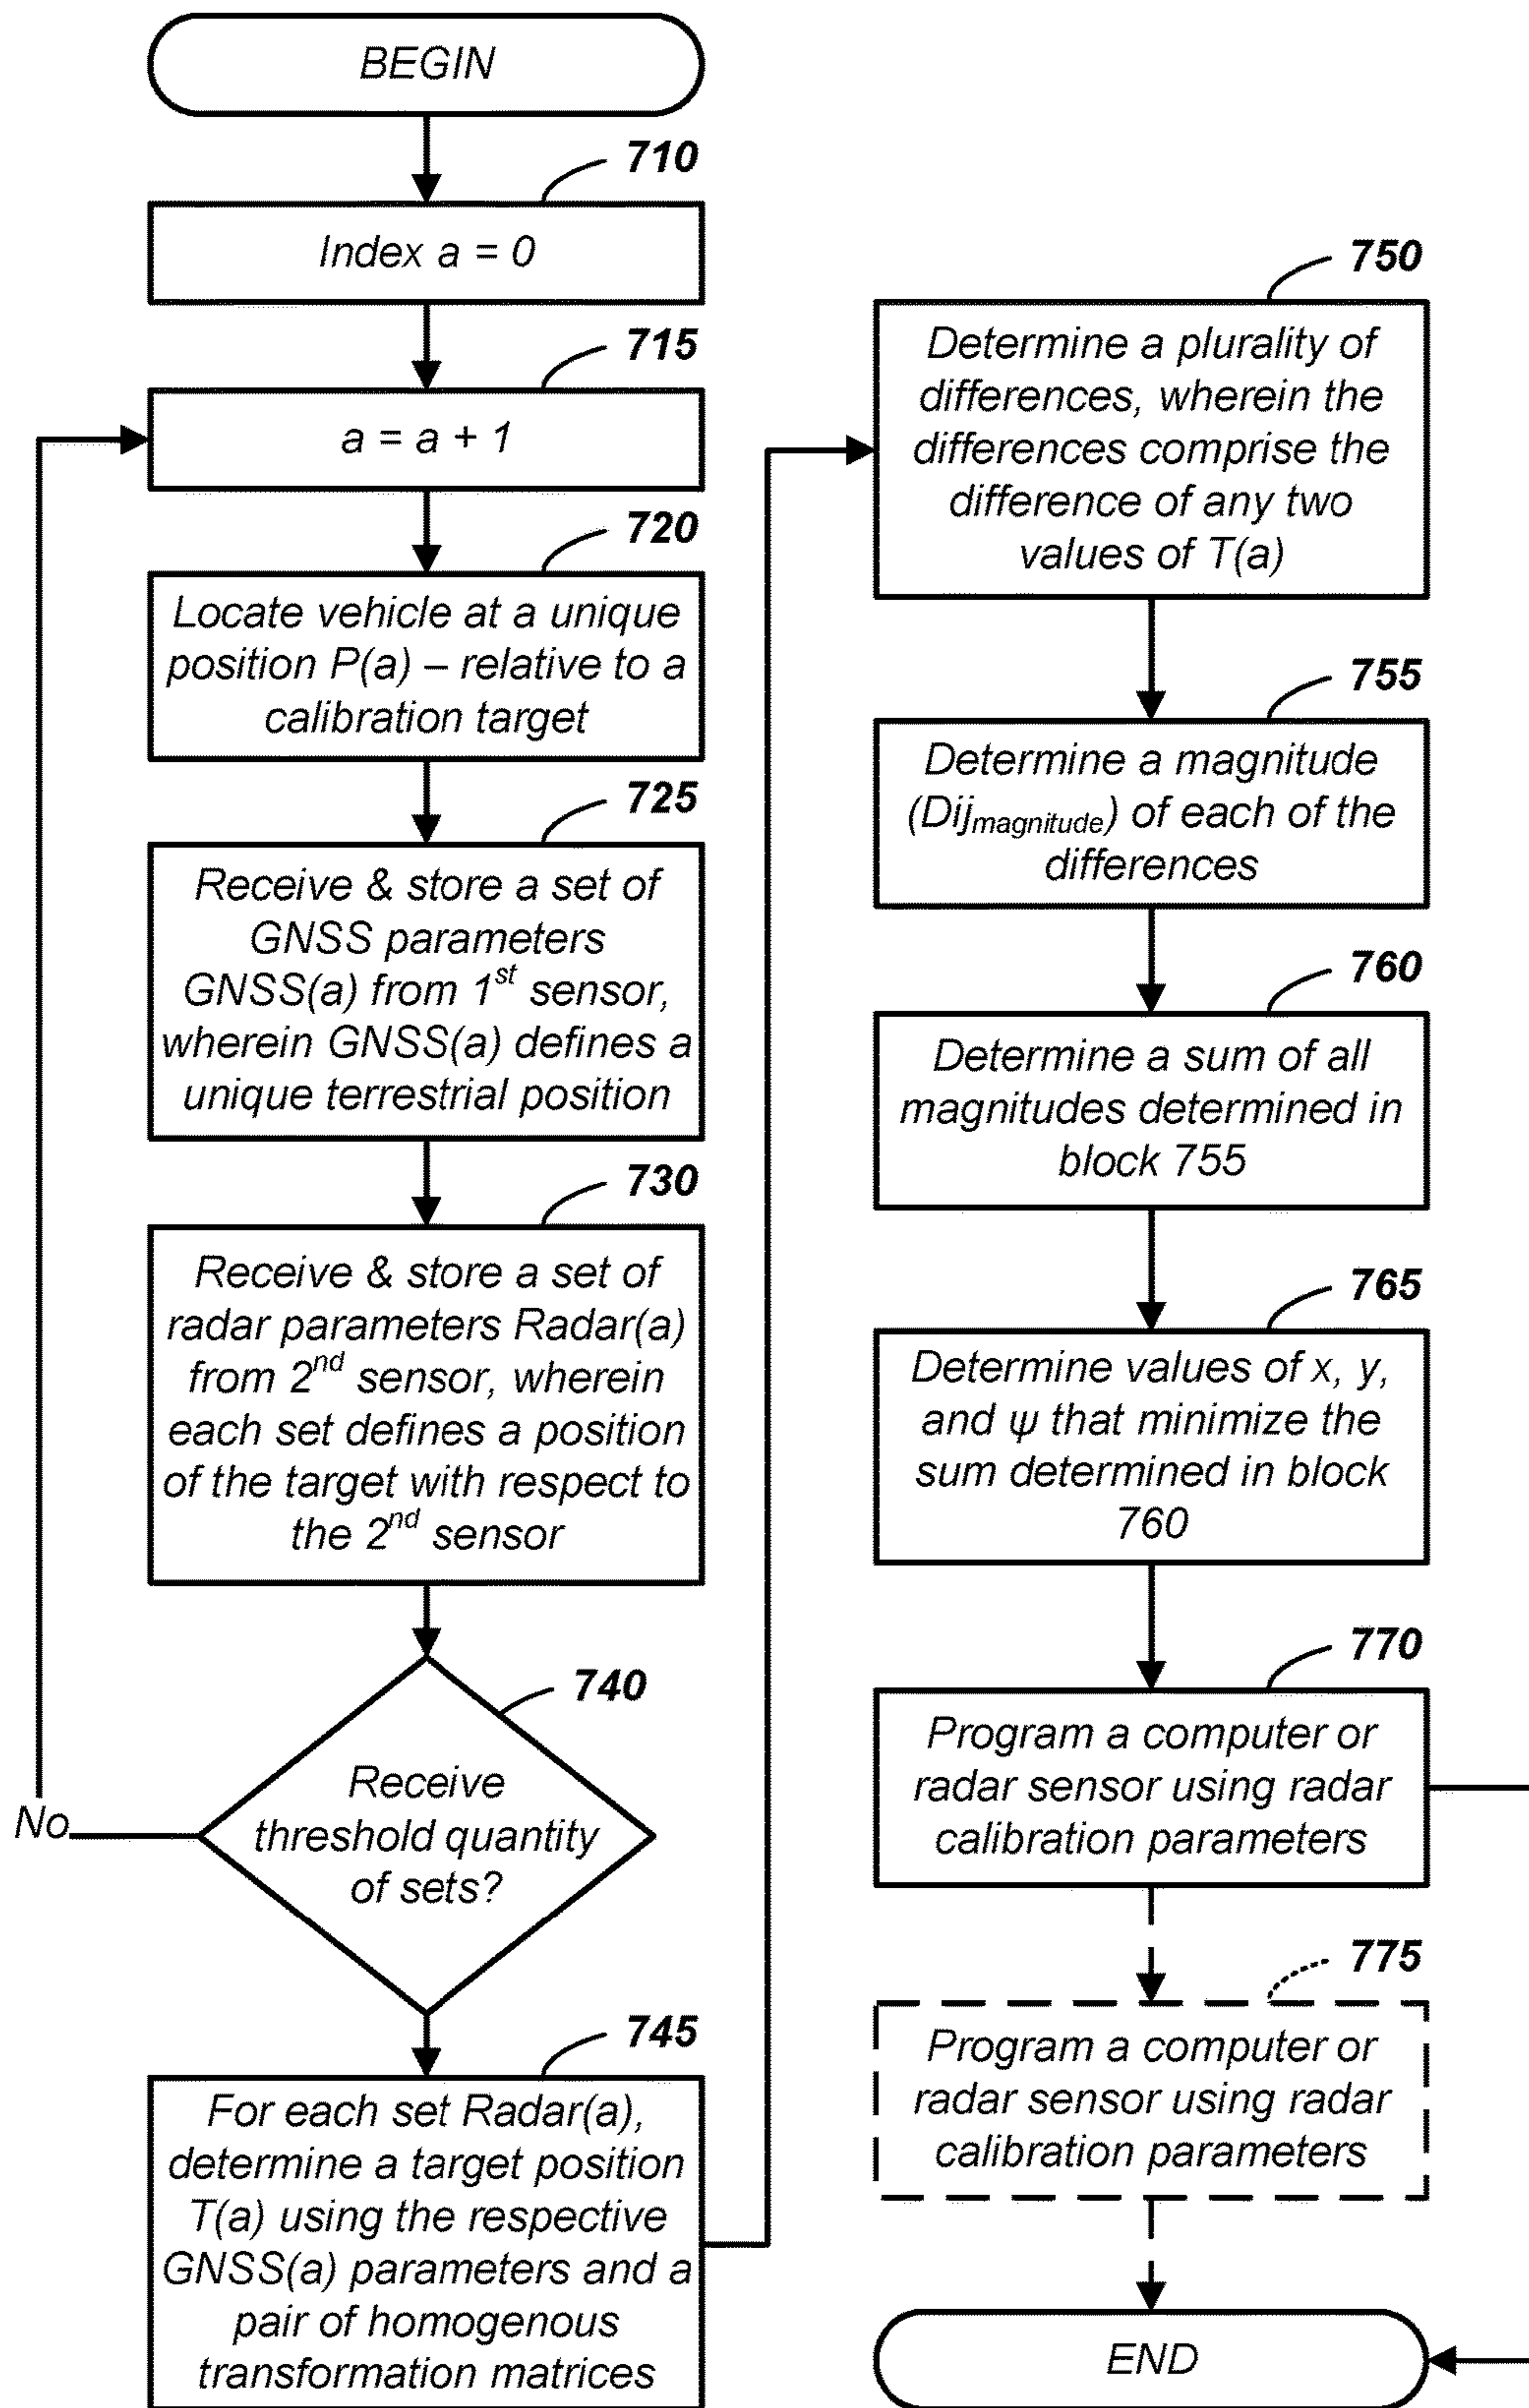 BEGIN
710
Index a = 0
715
a = a + 1
720
Locate vehicle at a unique
position P(a) – relative to a
calibration target
725
Receive & store a set of
GNSS parameters
GNSS(a) from 1st sensor,
wherein GNSS(a) defines a
unique terrestrial position
730
Receive & store a set of
radar parameters Radar(a)
from 2nd sensor, wherein
each set defines a position
of the target with respect to
the 2nd sensor
740
Receive
threshold quantity
of sets?
No
745
For each set Radar(a),
determine a target position
T(a) using the respective
GNSS(a) parameters and a
pair of homogenous
transformation matrices
750
Determine a plurality of
differences, wherein the
differences comprise the
difference of any two
values of T(a)
755
Determine a magnitude
(Dijmagnitude) of each of the
differences
760
Determine a sum of all
magnitudes determined in
block 755
765
Determine values of x, y,
and ψ that minimize the
sum determined in block
760
770
Program a computer or
radar sensor using radar
calibration parameters
775
Program a computer or
radar sensor using radar
calibration parameters
END